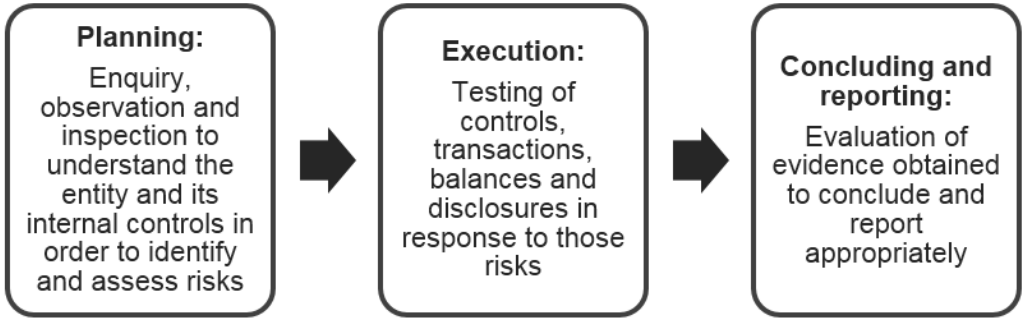 Planning:
Enquiry,
observation and
inspection to
understand the
entity and its
internal controls in
order to identify
and assess risks
Execution:
Testing of
controls,
transactions,
balances and
disclosures in
response to those
risks
Concluding and
reporting:
Evaluation of
evidence obtained
to conclude and
report
appropriately